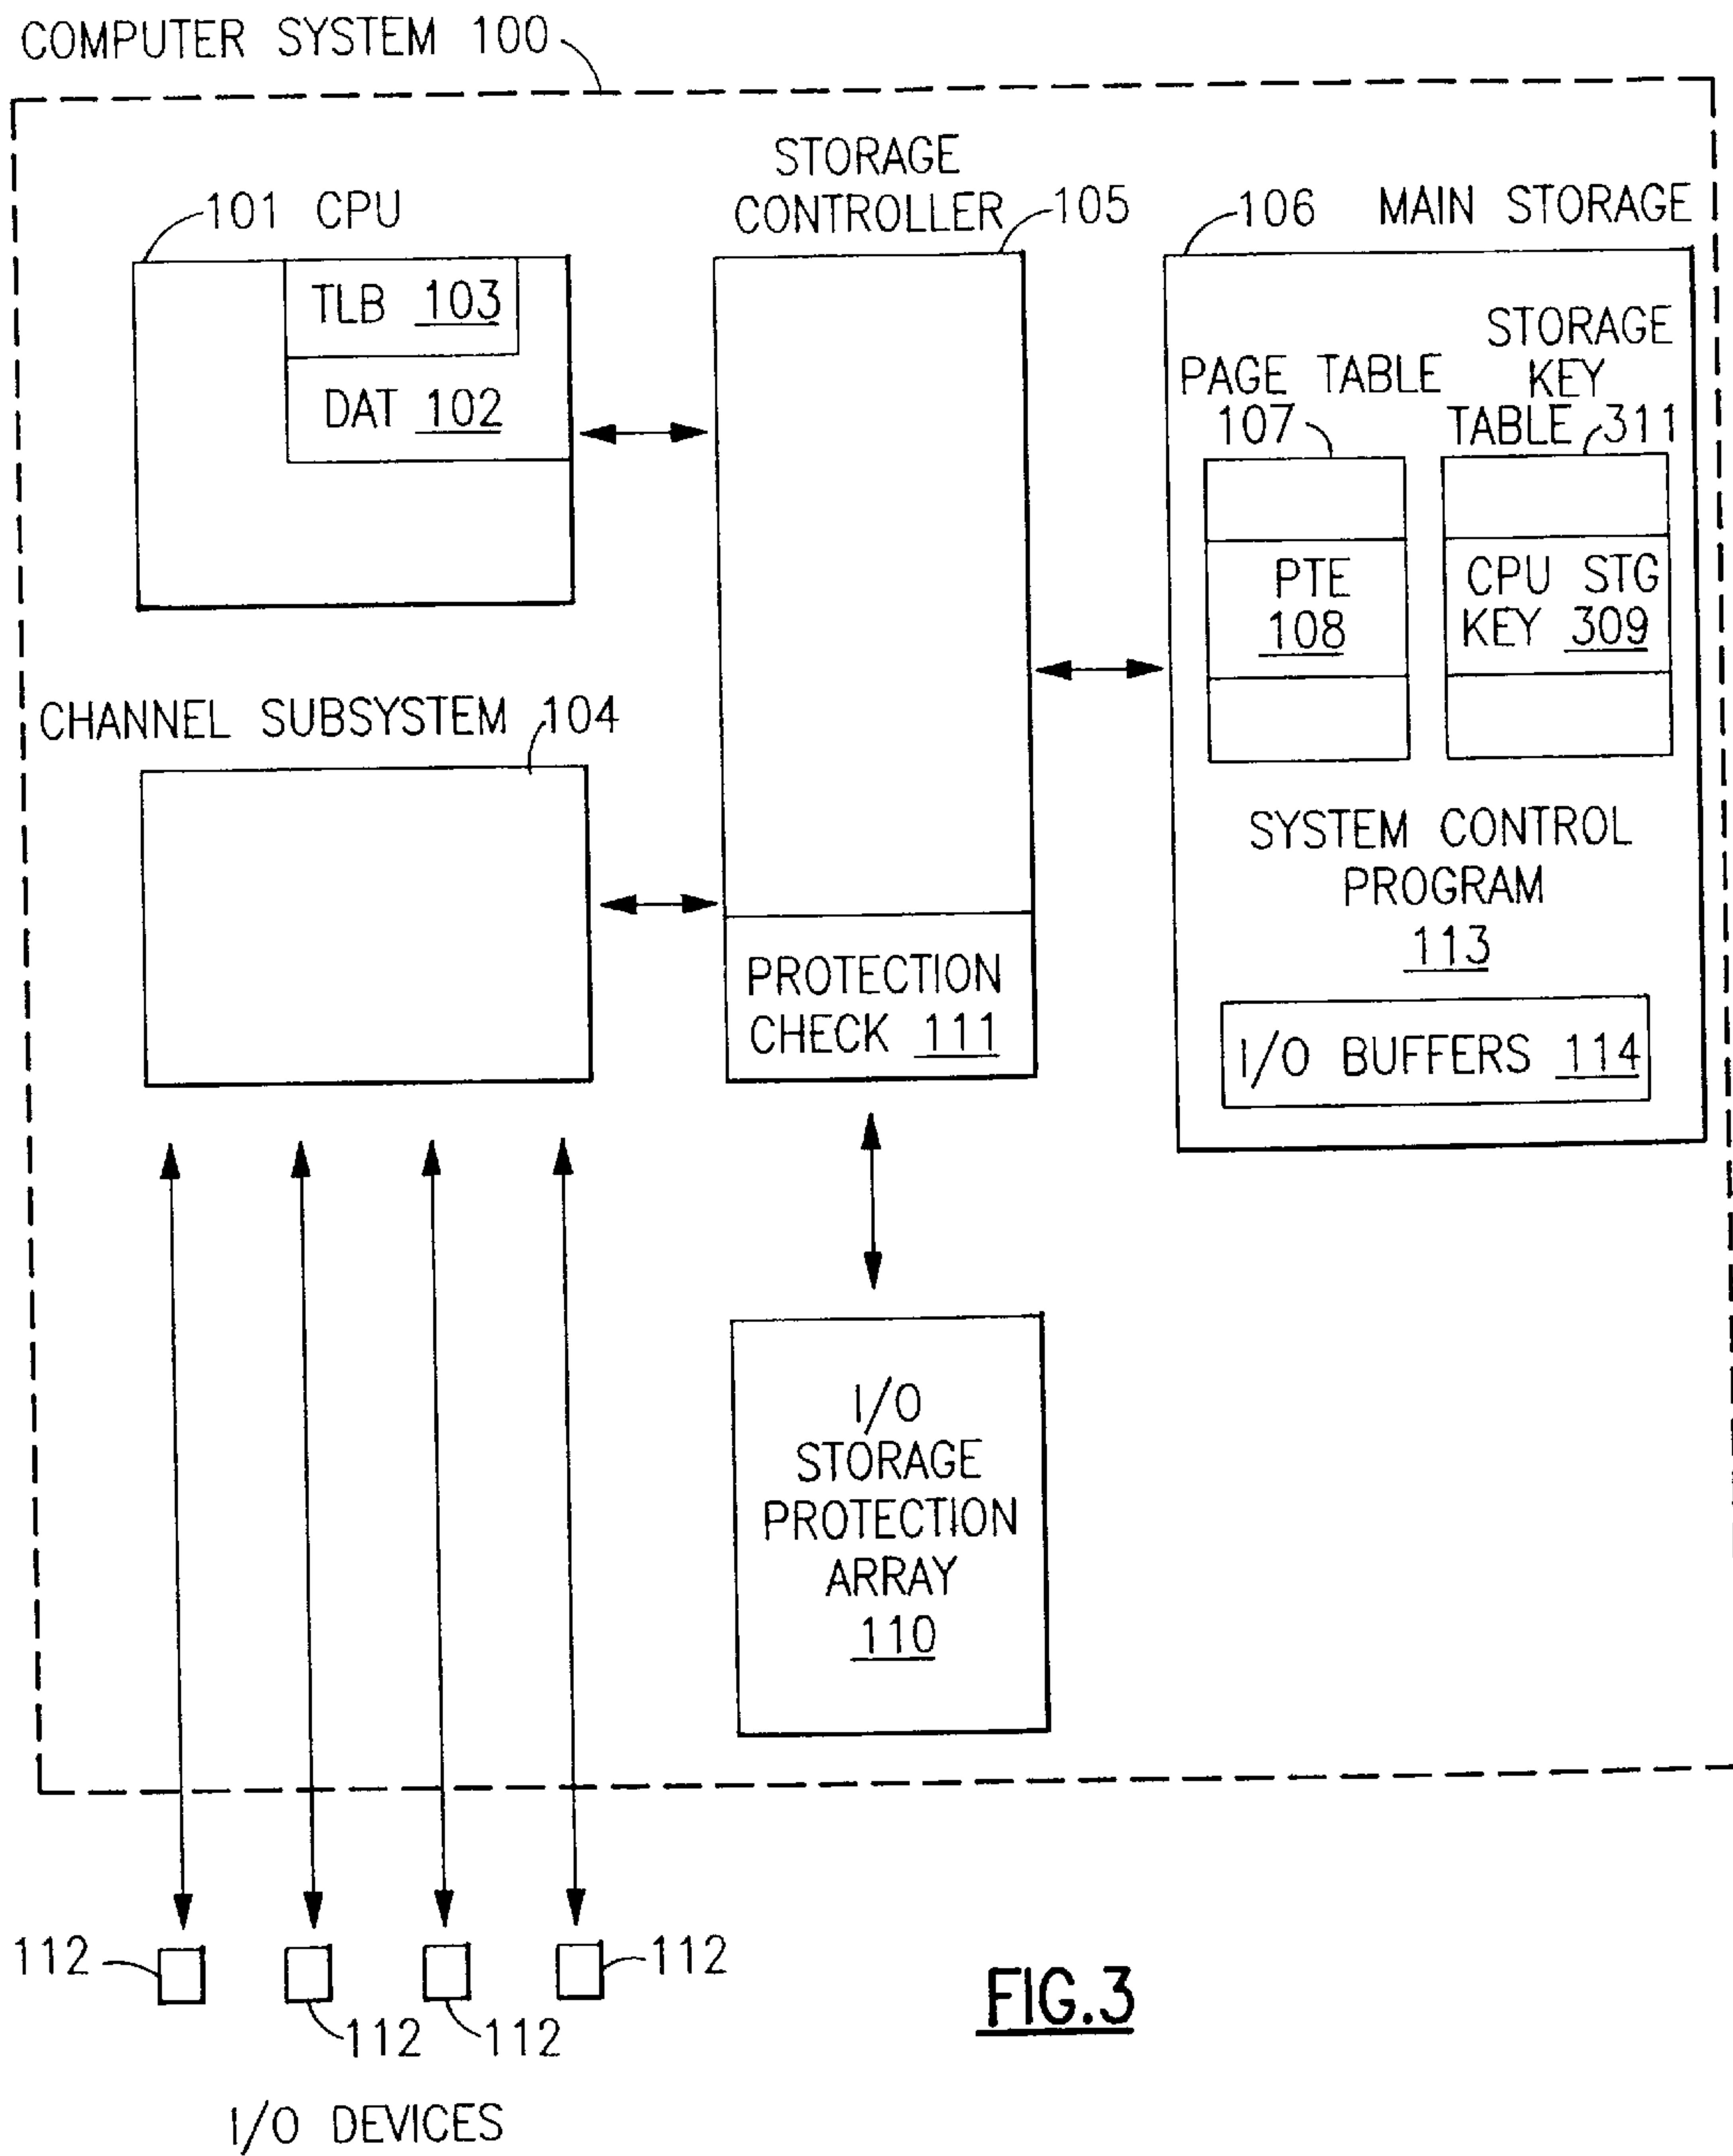 COMPUTER SYSTEM 100
STORAGE
CONTROLLER 105
101 CPU
TLB 103
DAT 102
106 MAIN STORAGE
PAGE TABLE
107
STORAGE
KEY
TABLE 311
PTE
108
CPU STG
KEY 309
CHANNEL SUBSYSTEM 104
SYSTEM CONTROL
PROGRAM
113
PROTECTION
CHECK 111
I/O BUFFERS 114
I/O
STORAGE
PROTECTION
ARRAY
110
112
112
112
112
I/O DEVICES
FIG.3